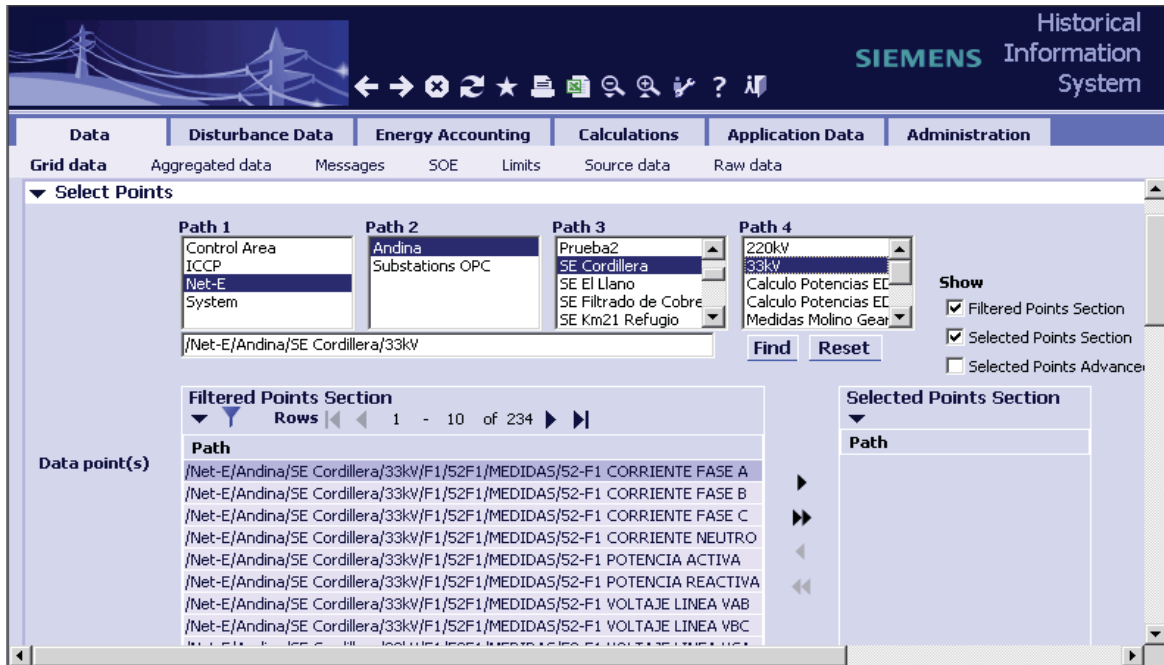 Historical
SIEMENS Information
System
?
Data Disturbance Data Energy Accounting Calculations Application Data Administration
Grid data Aggregated data Messages SOE Limits Source data Raw data
Select Points
Path 1 Path 2 Path 3 Path 4
Control Area Andina Prueba2 220kV
ICCP Substations OPC SE Cordillera 33kV
Net-E SE El Llano Calculo Potencias ED
System SE Filtrado de Cobre Calculo Potencias ED
SE Km21 Refugio Medidas Molino Gear
Show
Filtered Points Section
Selected Points Section
Selected Points Advance
/Net-E/Andina/SE Cordillera/33kV Find Reset
Filtered Points Section Selected Points Section
Rows 1 - 10 of 234
Path Path
Data point(s)
/Net-E/Andina/SE Cordillera/33kV/F1/52F1/MEDIDAS/52-F1 CORRIENTE FASE A
/Net-E/Andina/SE Cordillera/33kV/F1/52F1/MEDIDAS/52-F1 CORRIENTE FASE B
/Net-E/Andina/SE Cordillera/33kV/F1/52F1/MEDIDAS/52-F1 CORRIENTE FASE C
/Net-E/Andina/SE Cordillera/33kV/F1/52F1/MEDIDAS/52-F1 CORRIENTE NEUTRO
/Net-E/Andina/SE Cordillera/33kV/F1/52F1/MEDIDAS/52-F1 POTENCIA ACTIVA
/Net-E/Andina/SE Cordillera/33kV/F1/52F1/MEDIDAS/52-F1 POTENCIA REACTIVA
/Net-E/Andina/SE Cordillera/33kV/F1/52F1/MEDIDAS/52-F1 VOLTAJE LINEA VAB
/Net-E/Andina/SE Cordillera/33kV/F1/52F1/MEDIDAS/52-F1 VOLTAJE LINEA VBC